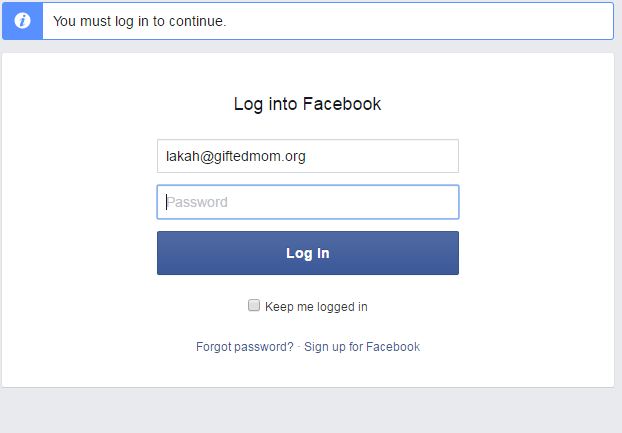 You must log in to continue.
Log into Facebook
lakah@giftedmom.org
Password
Log In
Keep me logged in
Forgot password? · Sign up for Facebook